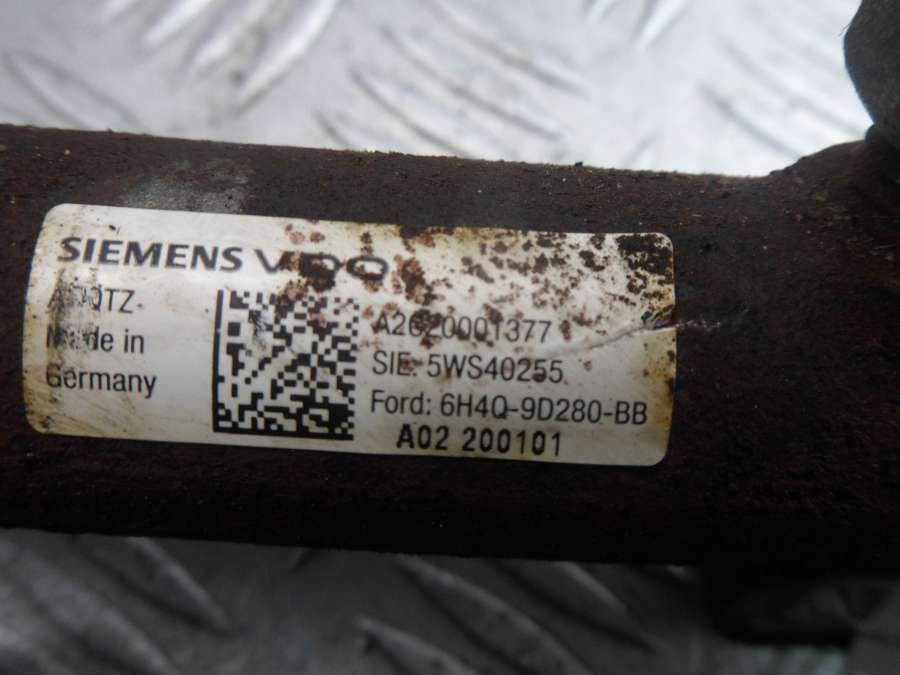 SIEMENS VDO
Made in
Germany
A2C20001377
SIE: 5WS40255
Ford: 6H4Q-9D280-BB
A02 200101